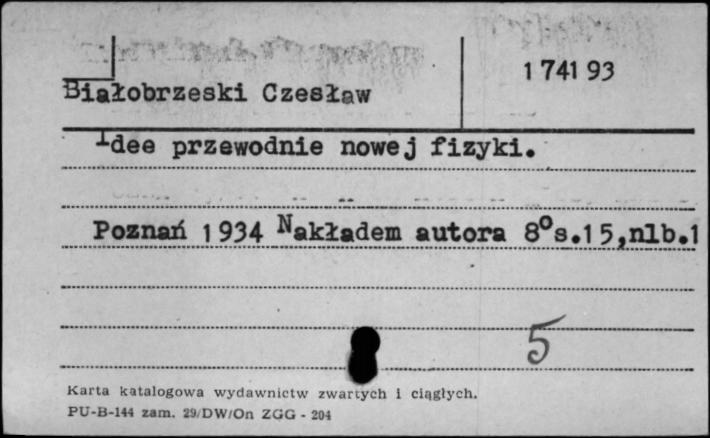 1 741 93
Białobrzeski Czesław
Idee przewodnie nowej fizyki.
Poznań 1934 Nakładem autora 8°s.15,nlb.1
5
Karta katalogowa wydawnictw zwartych i ciągłych.
PU-B-144 zam. 29/DW/On ZGG - 204